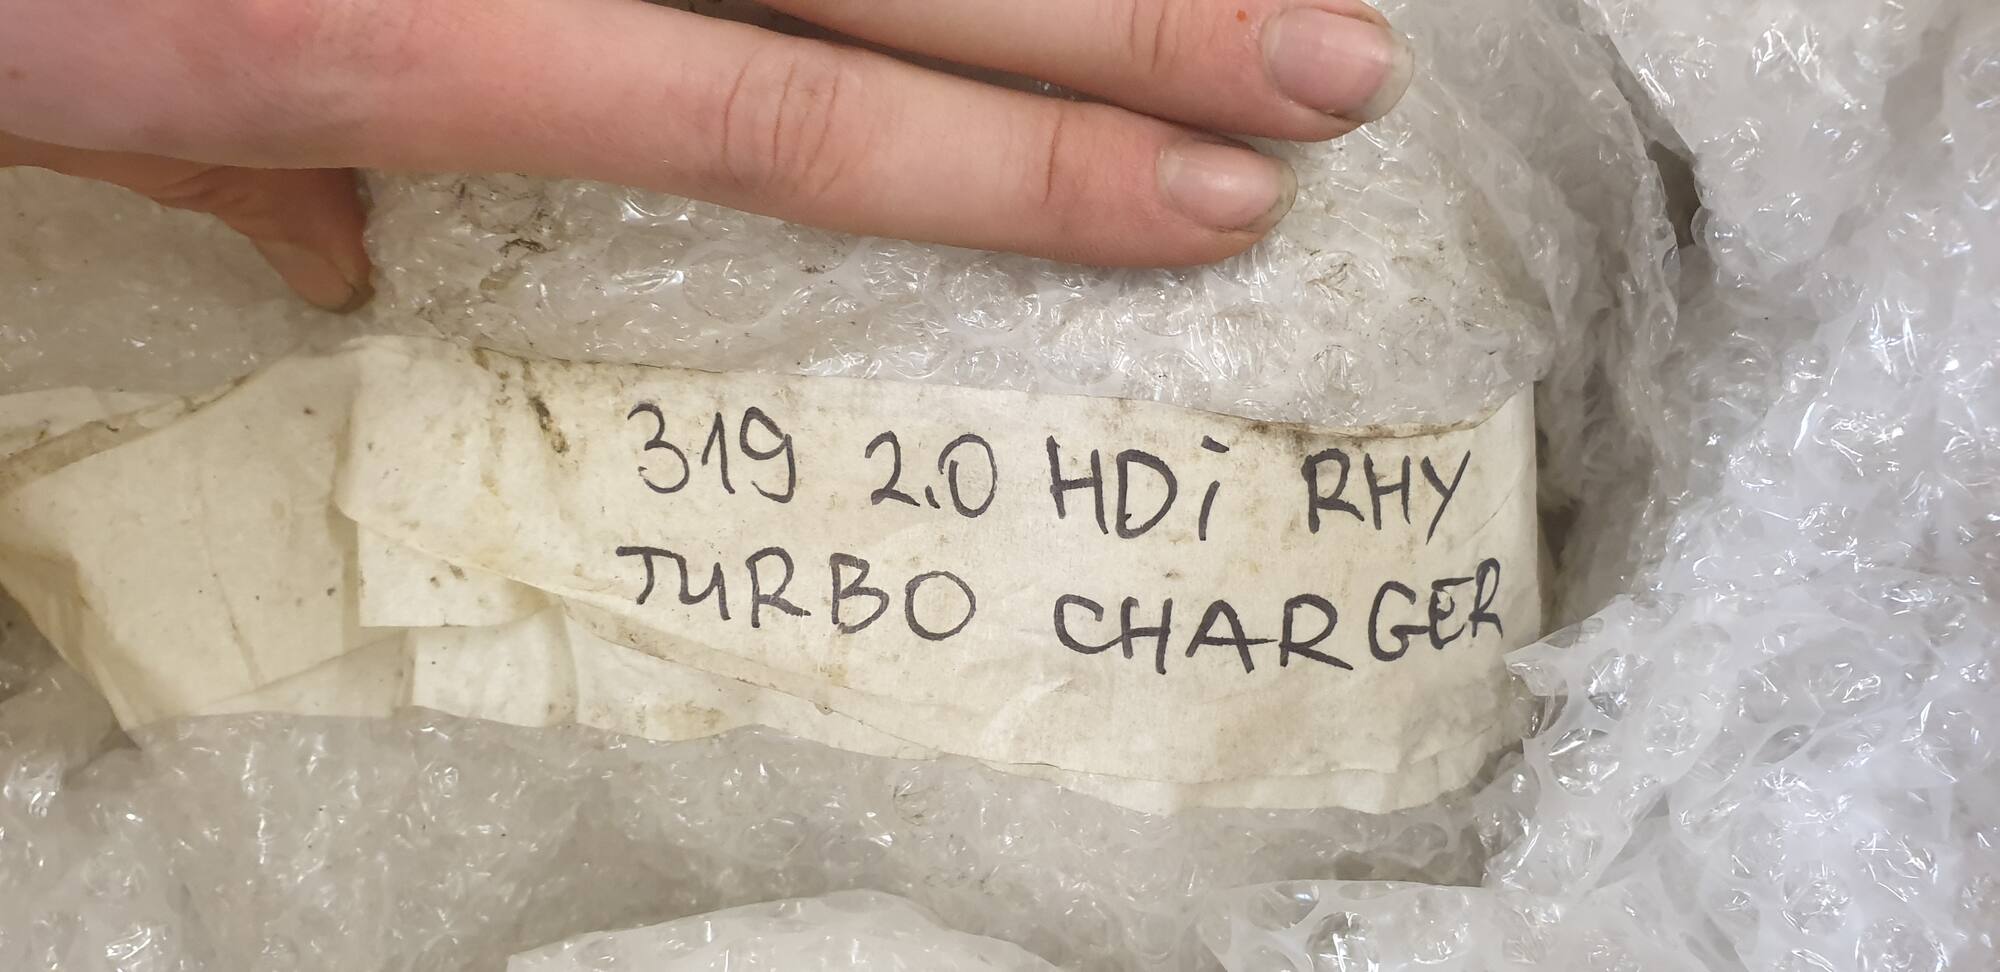 319 2.0 HDi RHY
TURBO CHARGER